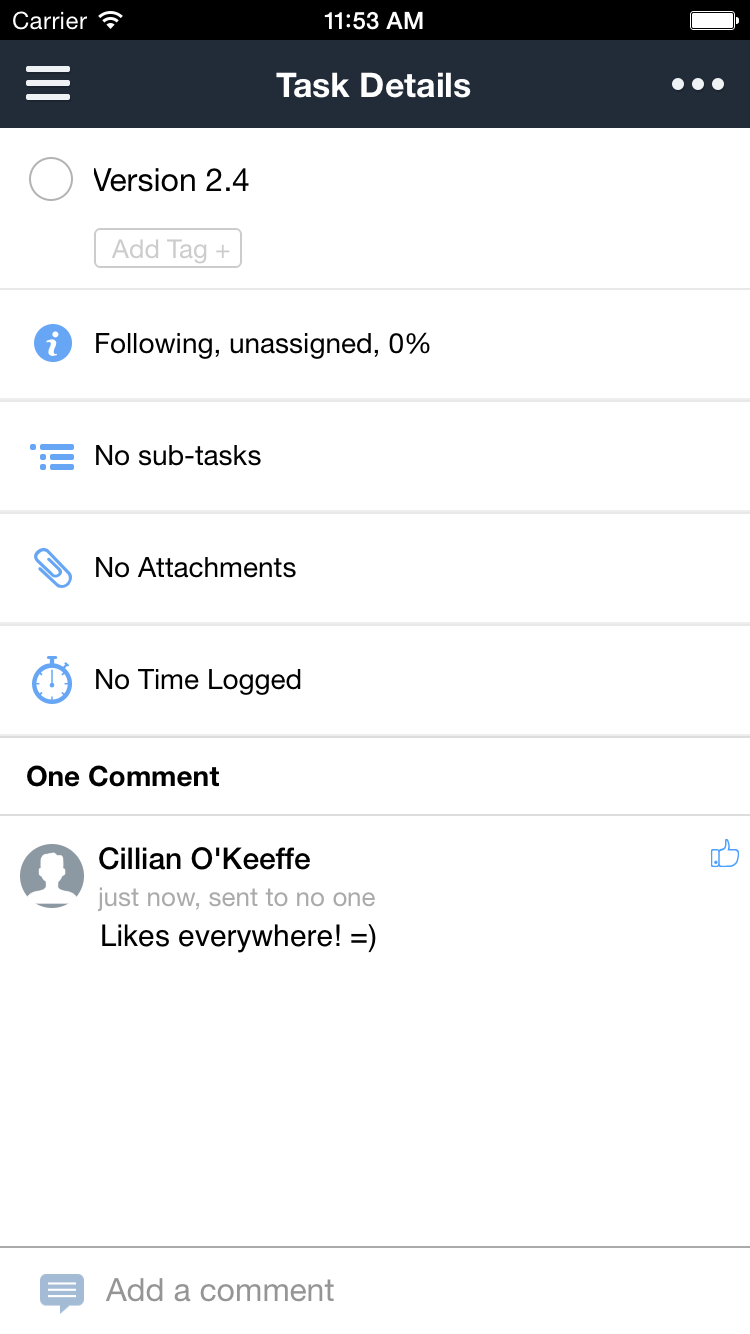 Carrier 11:53 AM
Task Details
Version 2.4
Add Tag +
Following, unassigned, 0%
No sub-tasks
No Attachments
No Time Logged
One Comment
Cillian O'Keeffe
just now, sent to no one
Likes everywhere! =)
Add a comment